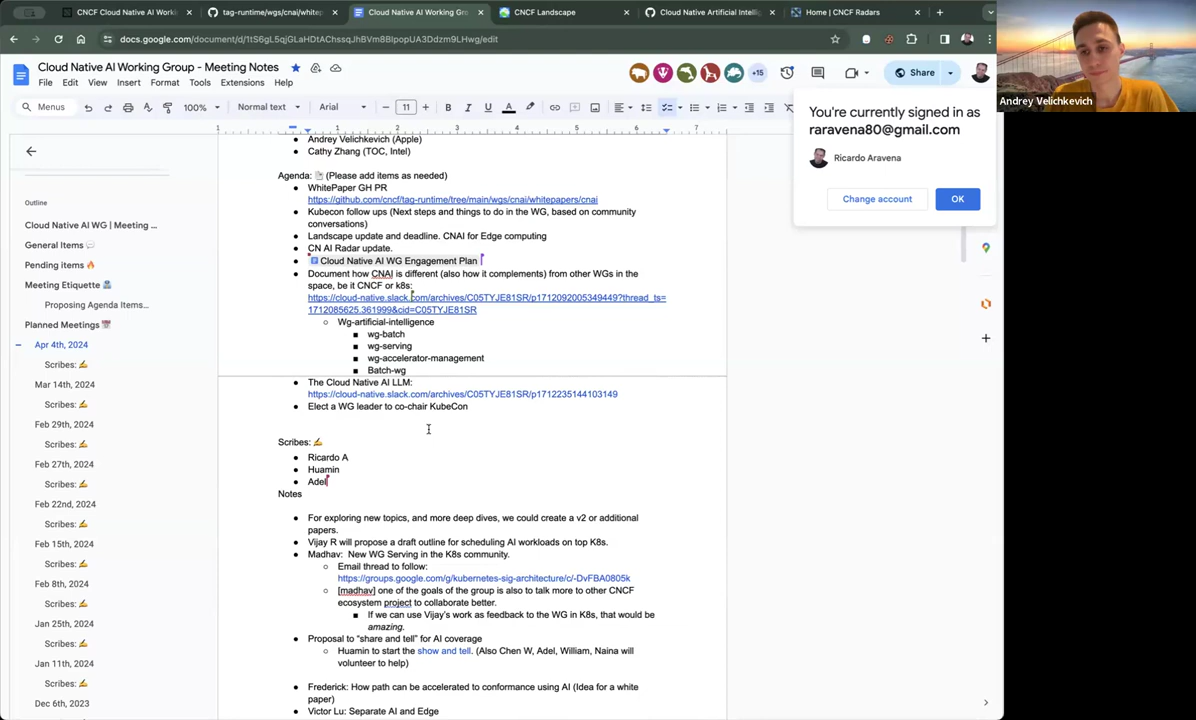 CNCF Cloud Native AI Worki
tag-runtime/wgs/cnai/whitep
Cloud Native AI Working Gro
CNCF Landscape
Cloud Native Artificial Intelli
Home | CNCF Radars
docs.google.com/document/d/1tS6gL5qjGLaHDtAChssqJhBVm8BlpopUA3Ddzm9LHwg/edit
Cloud Native AI Working Group - Meeting Notes
File Edit View Insert Format Tools Extensions Help
+15
Share
Menus
100%
Normal text
Arial
11
B I U A
1 1 2 3 4 5 6 7
Andrey Velichkevich
You're currently signed in as
raravena80@gmail.com
Ricardo Aravena
Change account
OK
Outline
Cloud Native AI WG | Meeting ...
General Items 💬
Pending items 🔥
Meeting Etiquette
Proposing Agenda Items...
Planned Meetings 📅
Apr 4th, 2024
Scribes: ✍️
Mar 14th, 2024
Scribes: ✍️
Feb 29th, 2024
Scribes: ✍️
Feb 27th, 2024
Scribes: ✍️
Feb 22nd, 2024
Scribes: ✍️
Feb 15th, 2024
Scribes: ✍️
Feb 8th, 2024
Scribes: ✍️
Jan 25th, 2024
Scribes: ✍️
Jan 11th, 2024
Scribes: ✍️
Dec 6th, 2023
Andrey Velichkevich (Apple)
Cathy Zhang (TOC, Intel)
Agenda: (Please add items as needed)
WhitePaper GH PR
https://github.com/cncf/tag-runtime/tree/main/wgs/cnai/whitepapers/cnai
Kubecon follow ups (Next steps and things to do in the WG, based on community
conversations)
Landscape update and deadline. CNAI for Edge computing
CN AI Radar update.
Cloud Native AI WG Engagement Plan
Document how CNAI is different (also how it complements) from other WGs in the
space, be it CNCF or k8s:
https://cloud-native.slack.com/archives/C05TYJE81SR/p1712092005349449?thread_ts=
1712085625.361999&cid=C05TYJE81SR
Wg-artificial-intelligence
wg-batch
wg-serving
wg-accelerator-management
Batch-wg
The Cloud Native AI LLM:
https://cloud-native.slack.com/archives/C05TYJE81SR/p1712235144103149
Elect a WG leader to co-chair KubeCon
Scribes: ✍️
Ricardo A
Huamin
Adel
Notes
For exploring new topics, and more deep dives, we could create a v2 or additional
papers.
Vijay R will propose a draft outline for scheduling AI workloads on top K8s.
Madhav: New WG Serving in the K8s community.
Email thread to follow:
https://groups.google.com/g/kubernetes-sig-architecture/c/-DvFBA0805k
[madhav] one of the goals of the group is also to talk more to other CNCF
ecosystem project to collaborate better.
If we can use Vijay's work as feedback to the WG in K8s, that would be
amazing.
Proposal to “share and tell” for AI coverage
Huamin to start the show and tell. (Also Chen W, Adel, William, Naina will
volunteer to help)
Frederick: How path can be accelerated to conformance using AI (Idea for a white
paper)
Victor Lu: Separate AI and Edge